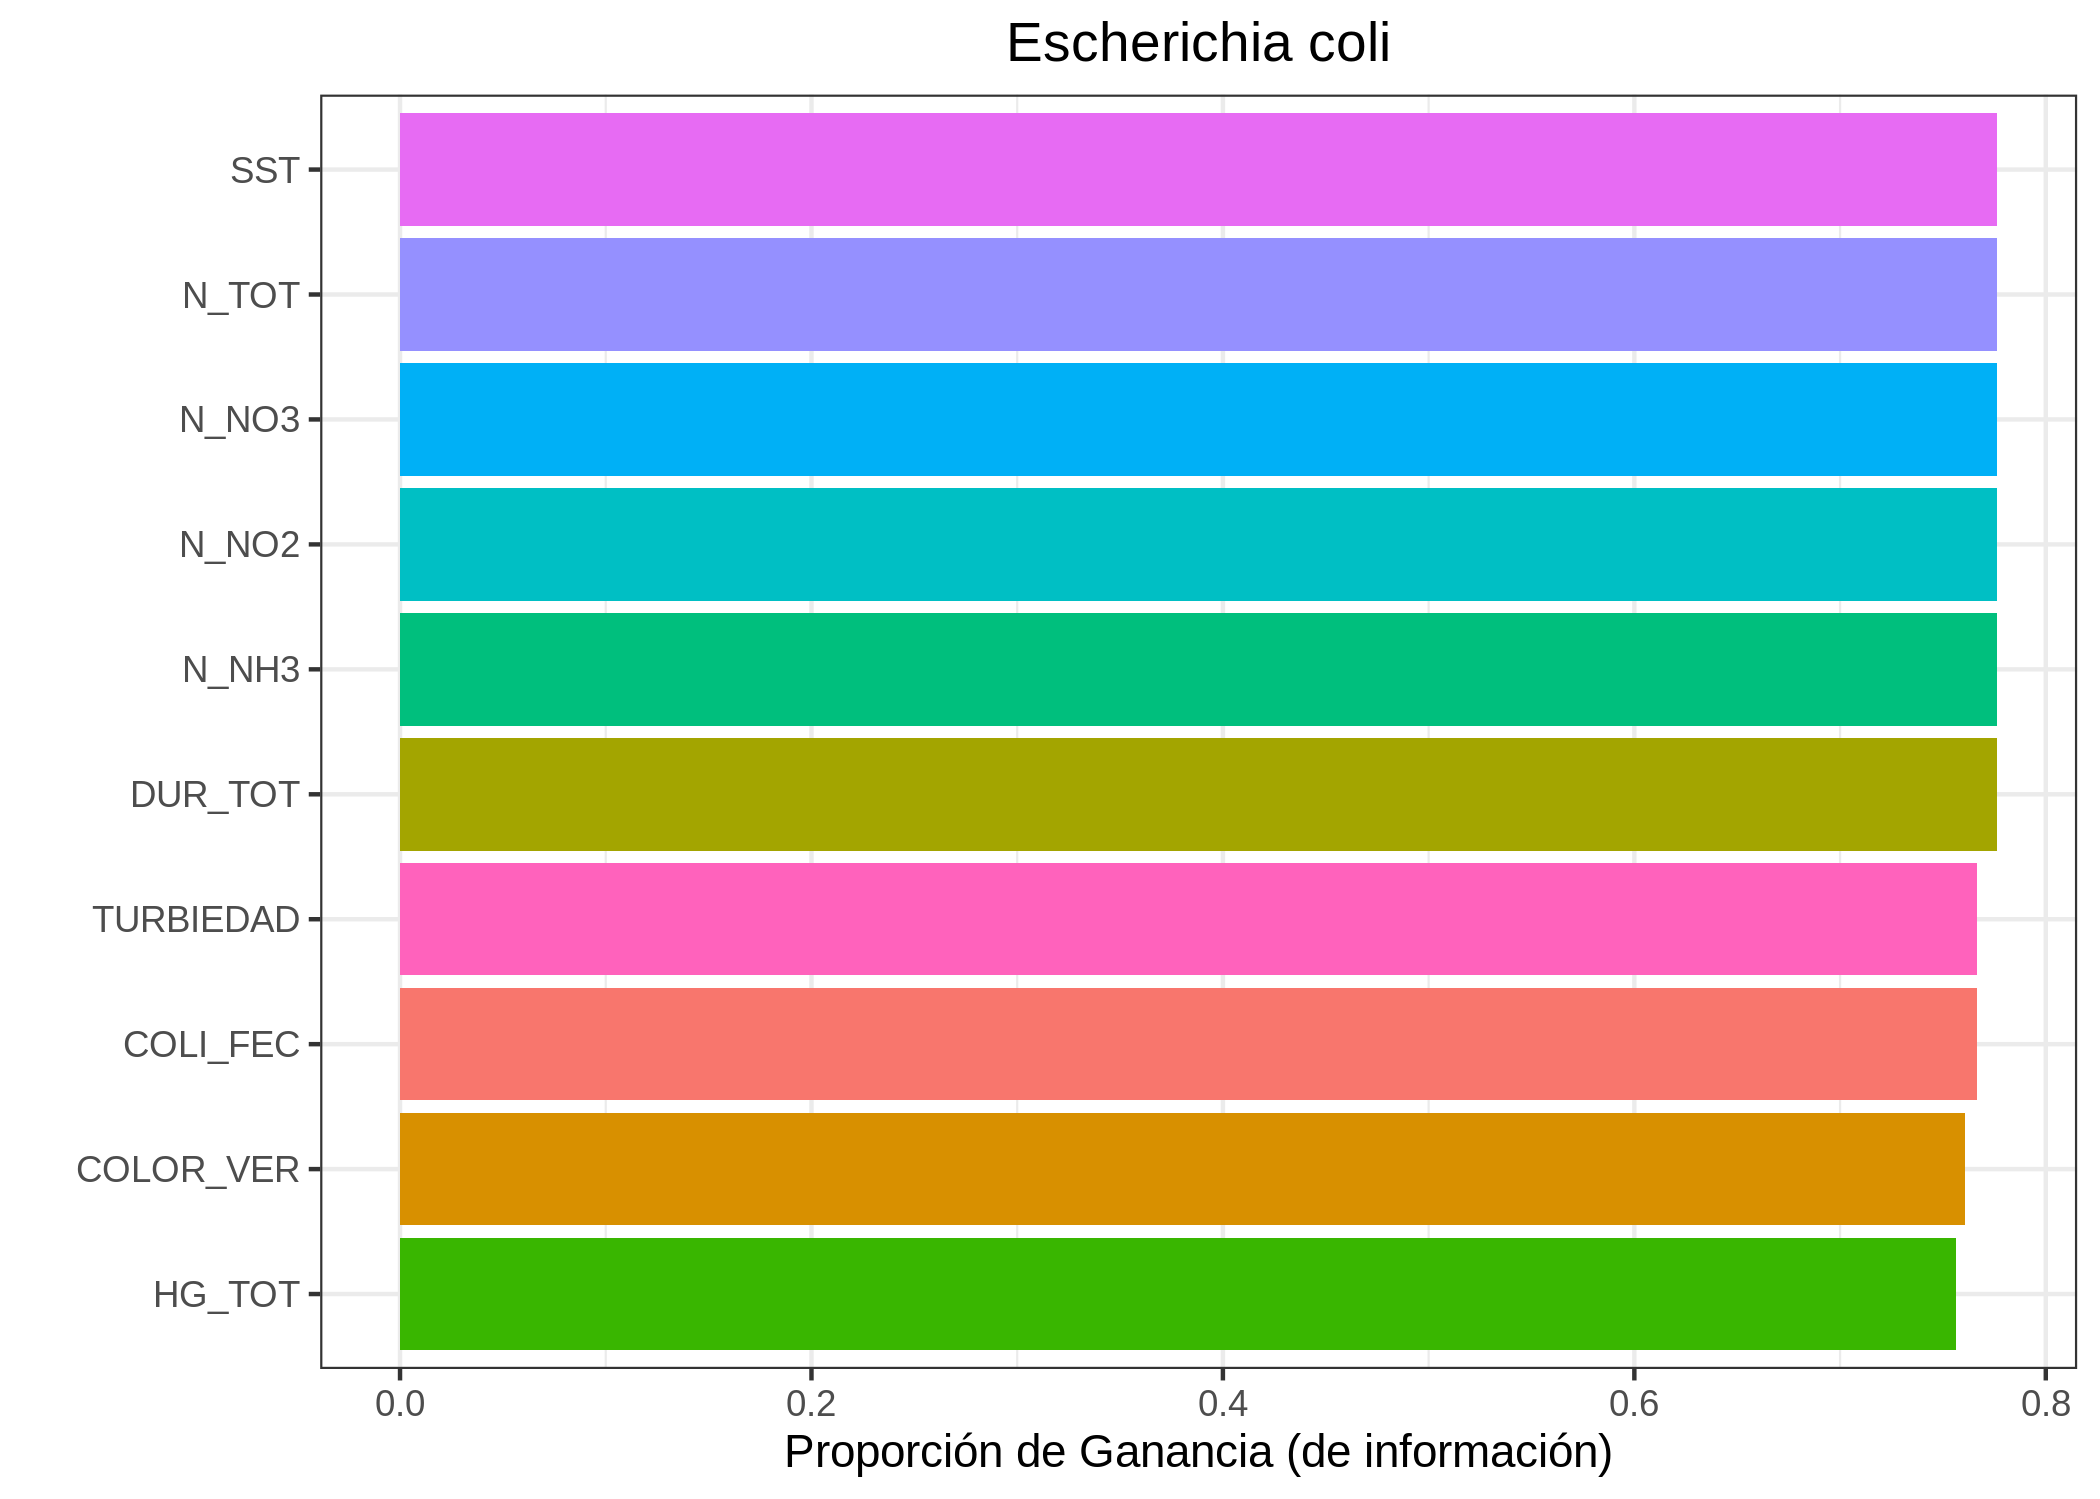 Escherichia coli
SST
N_TOT
N_NO3
N_NO2
N_NH3
DUR_TOT
TURBIEDAD
COLI_FEC
COLOR_VER
HG_TOT
0.0 0.2 0.4 0.6 0.8
Proporción de Ganancia (de información)